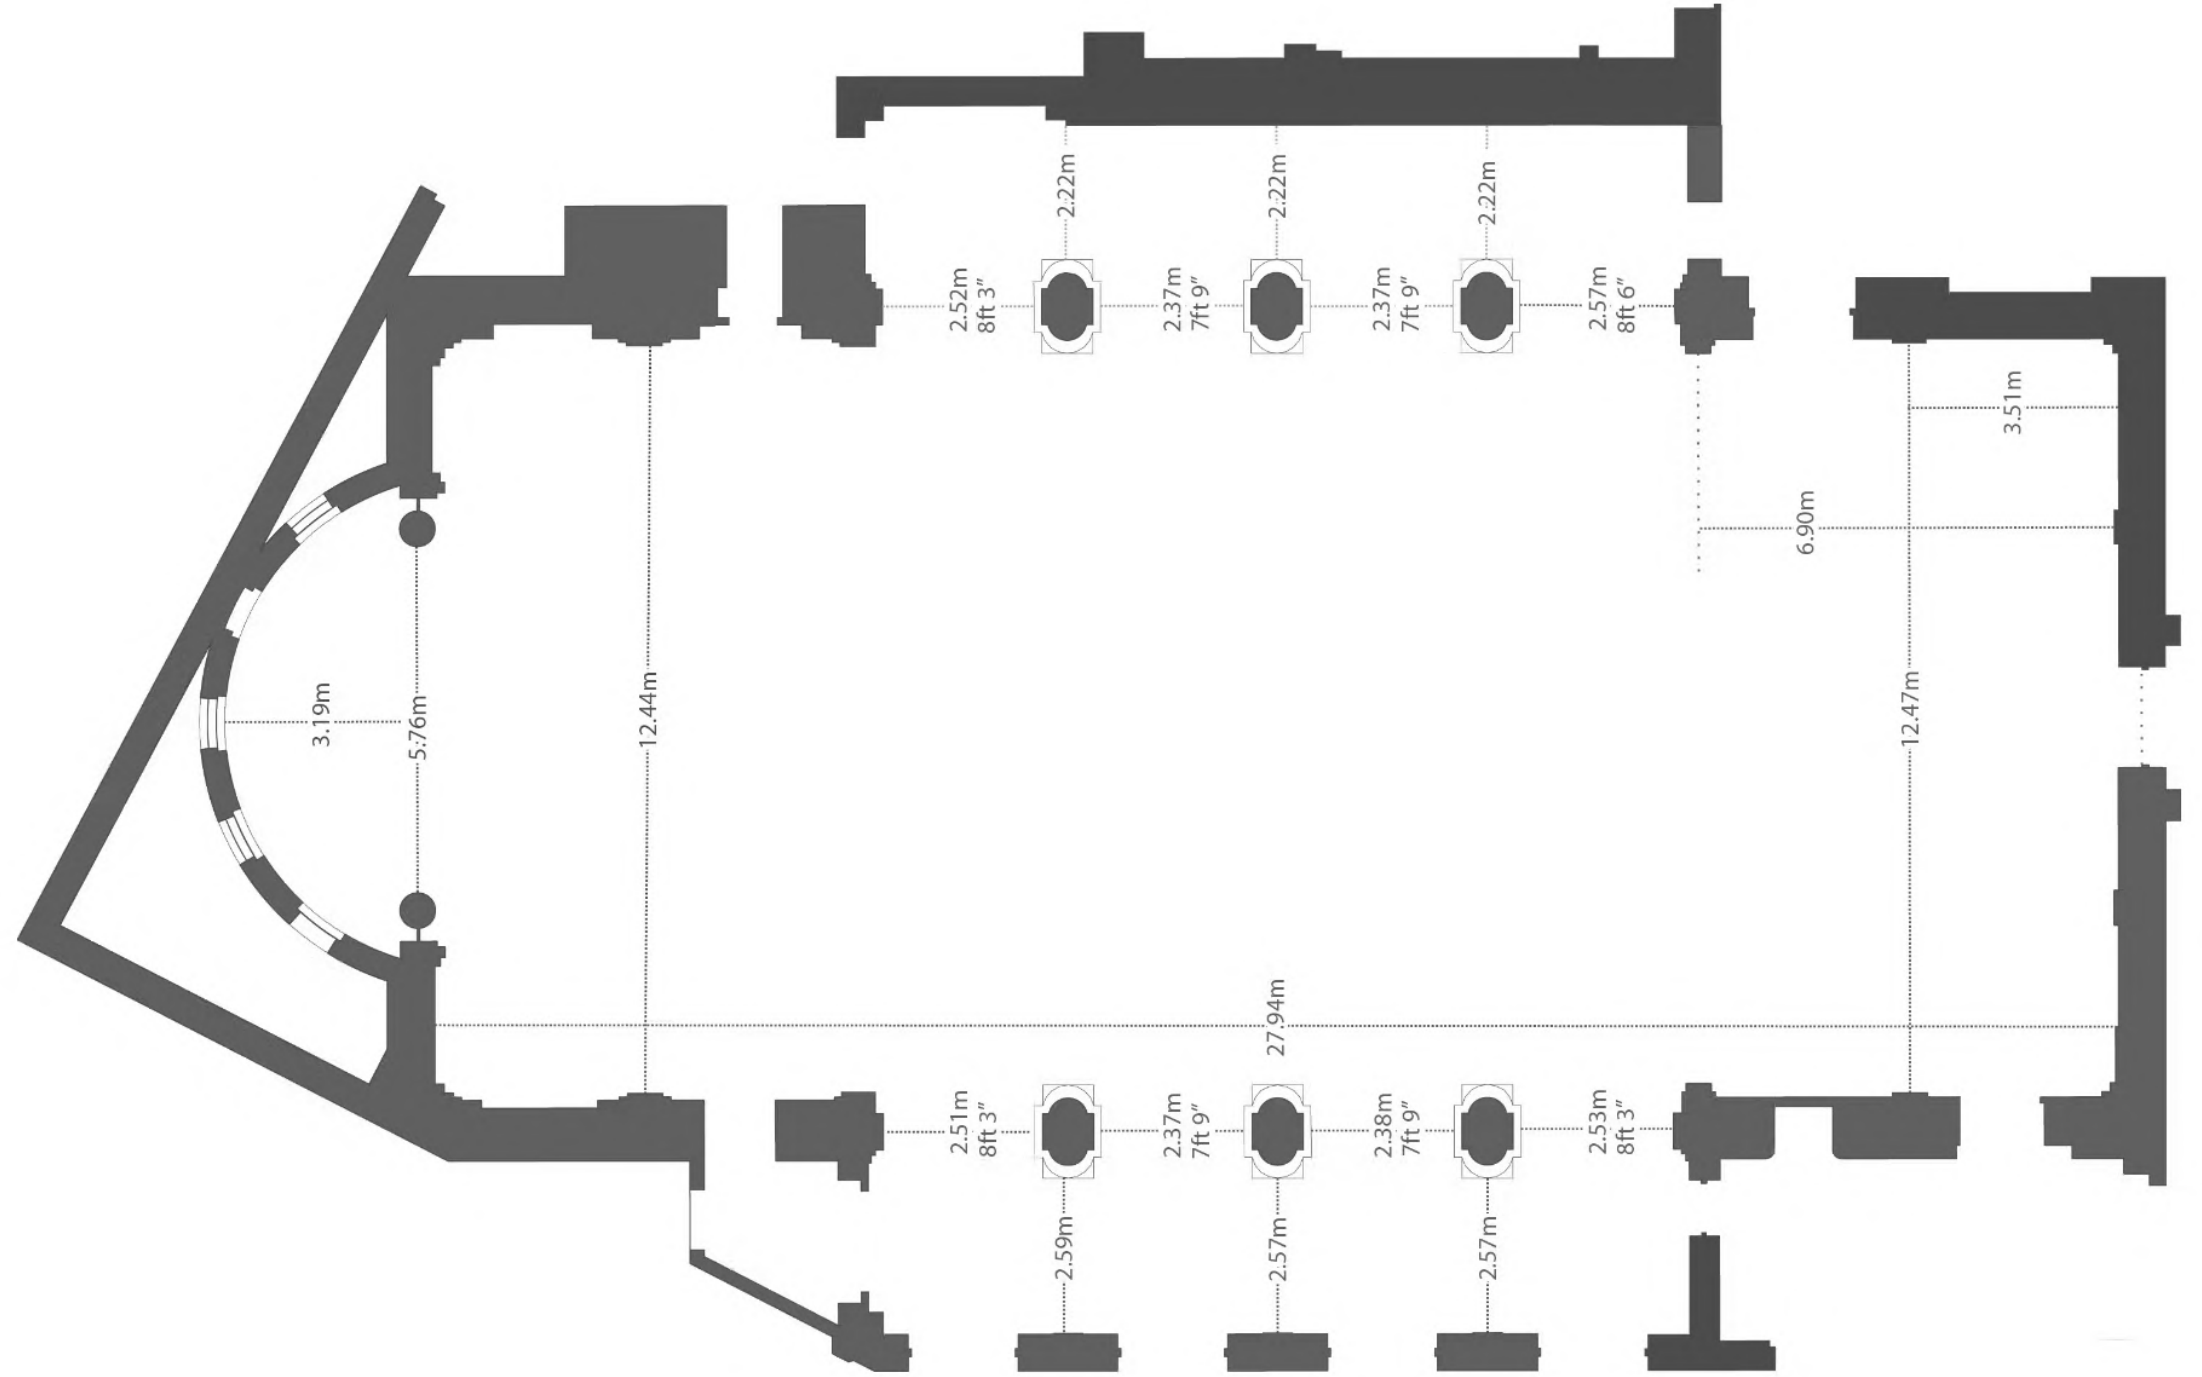 2.22m
2.22m
2.22m
2.52m
8ft 3”
2.37m
7ft 9”
2.37m
7ft 9”
2.57m
8ft 6”
3.51m
6.90m
3.19m
5.76m
12.44m
12.47m
27.94m
2.51m
8ft 3”
2.37m
7ft 9”
2.38m
7ft 9”
2.53m
8ft 3”
2.59m
2.57m
2.57m